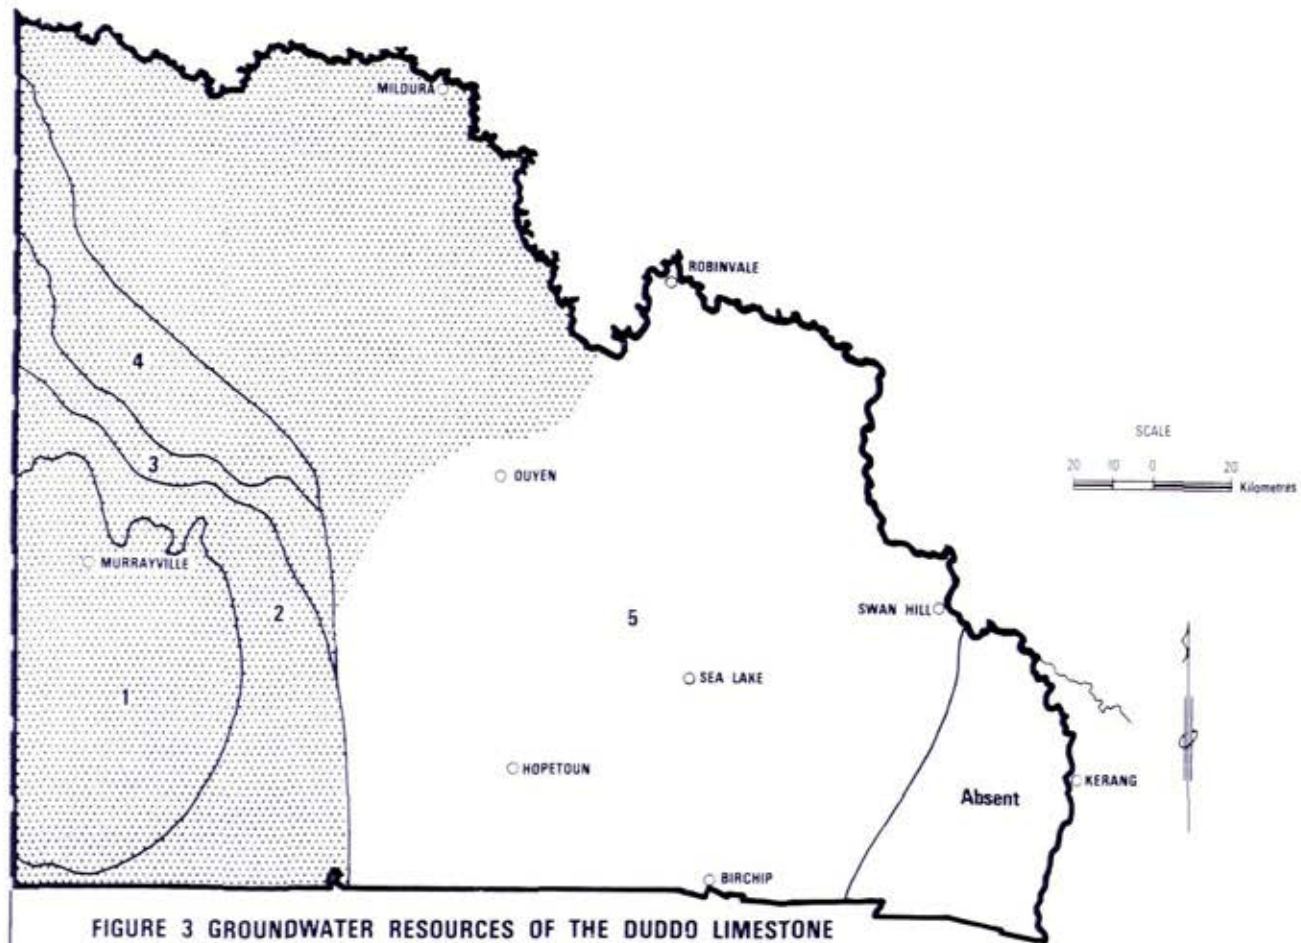 MILDURA
ROBINVALE
4
SCALE
20 10 0 20
Kilometres
3
OUYEN
MURRAYVILLE
2
5
SWAN HILL
SEA LAKE
1
HOPETOUN
KERANG
Absent
BIRCHIP
FIGURE 3 GROUNDWATER RESOURCES OF THE DUDDO LIMESTONE